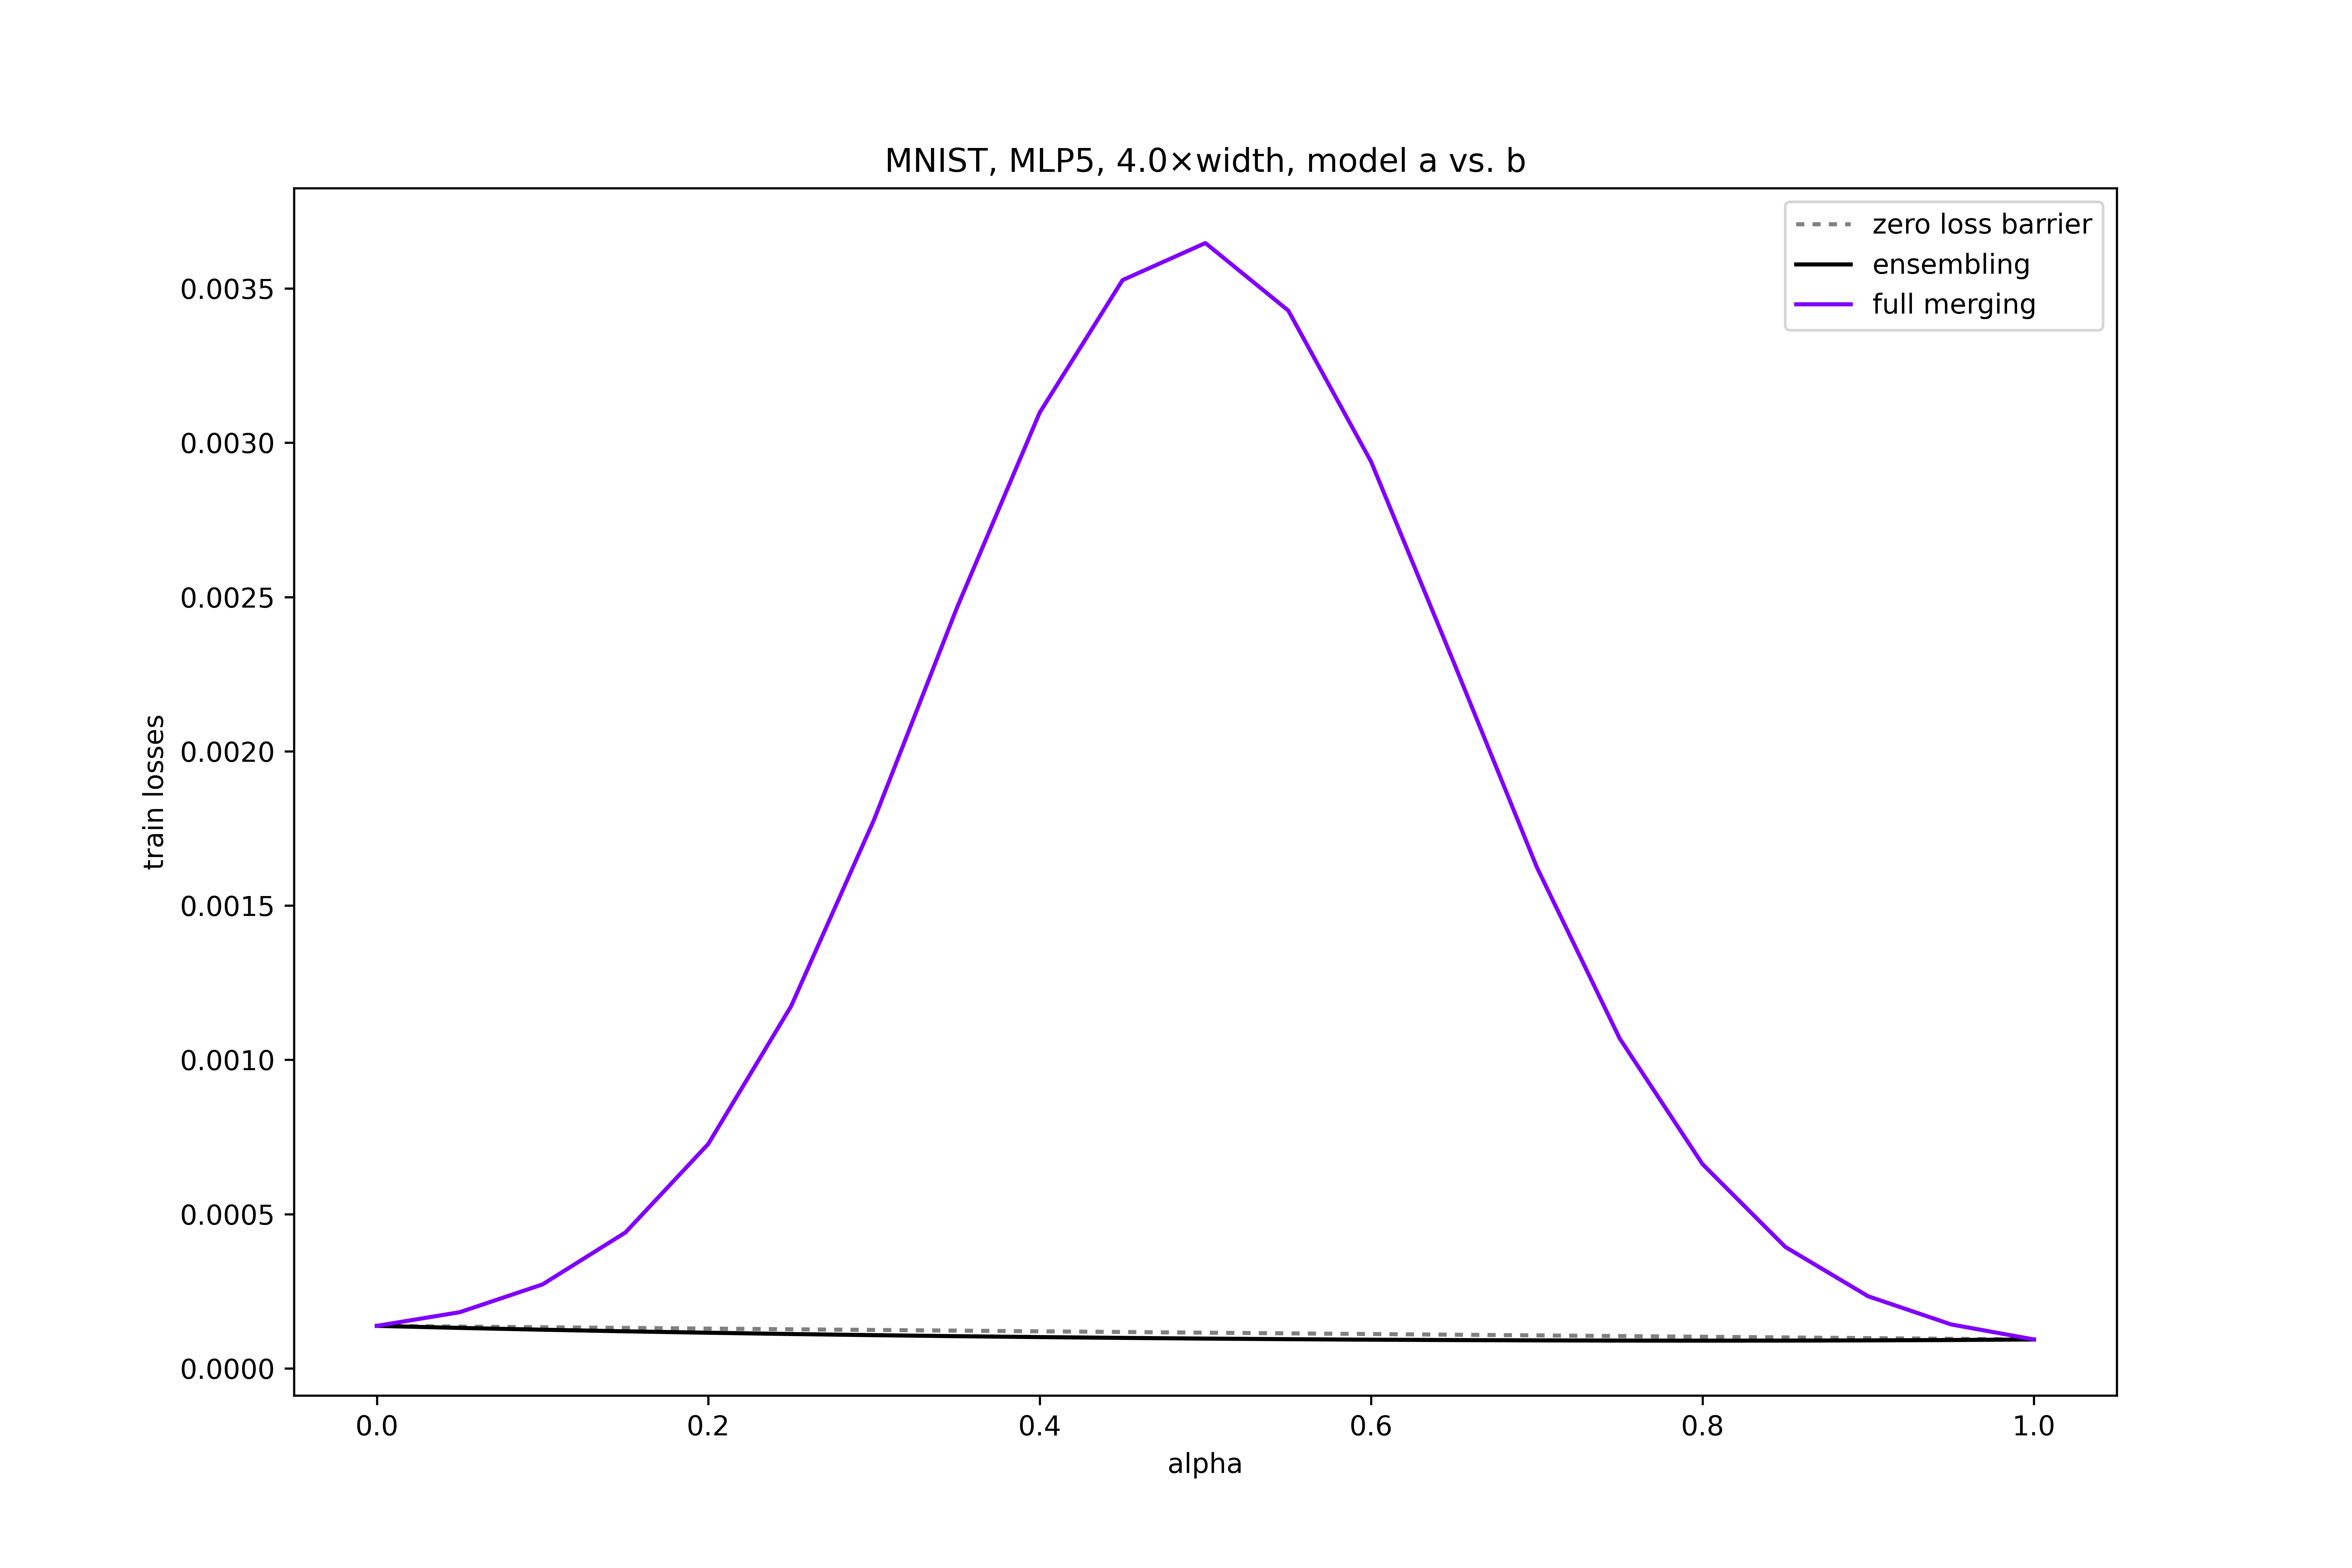 MNIST, MLP5, 4.0×width, model a vs. b
zero loss barrier
ensembling
full merging
train losses
0.0035
0.0030
0.0025
0.0020
0.0015
0.0010
0.0005
0.0000
0.0 0.2 0.4 0.6 0.8 1.0
alpha